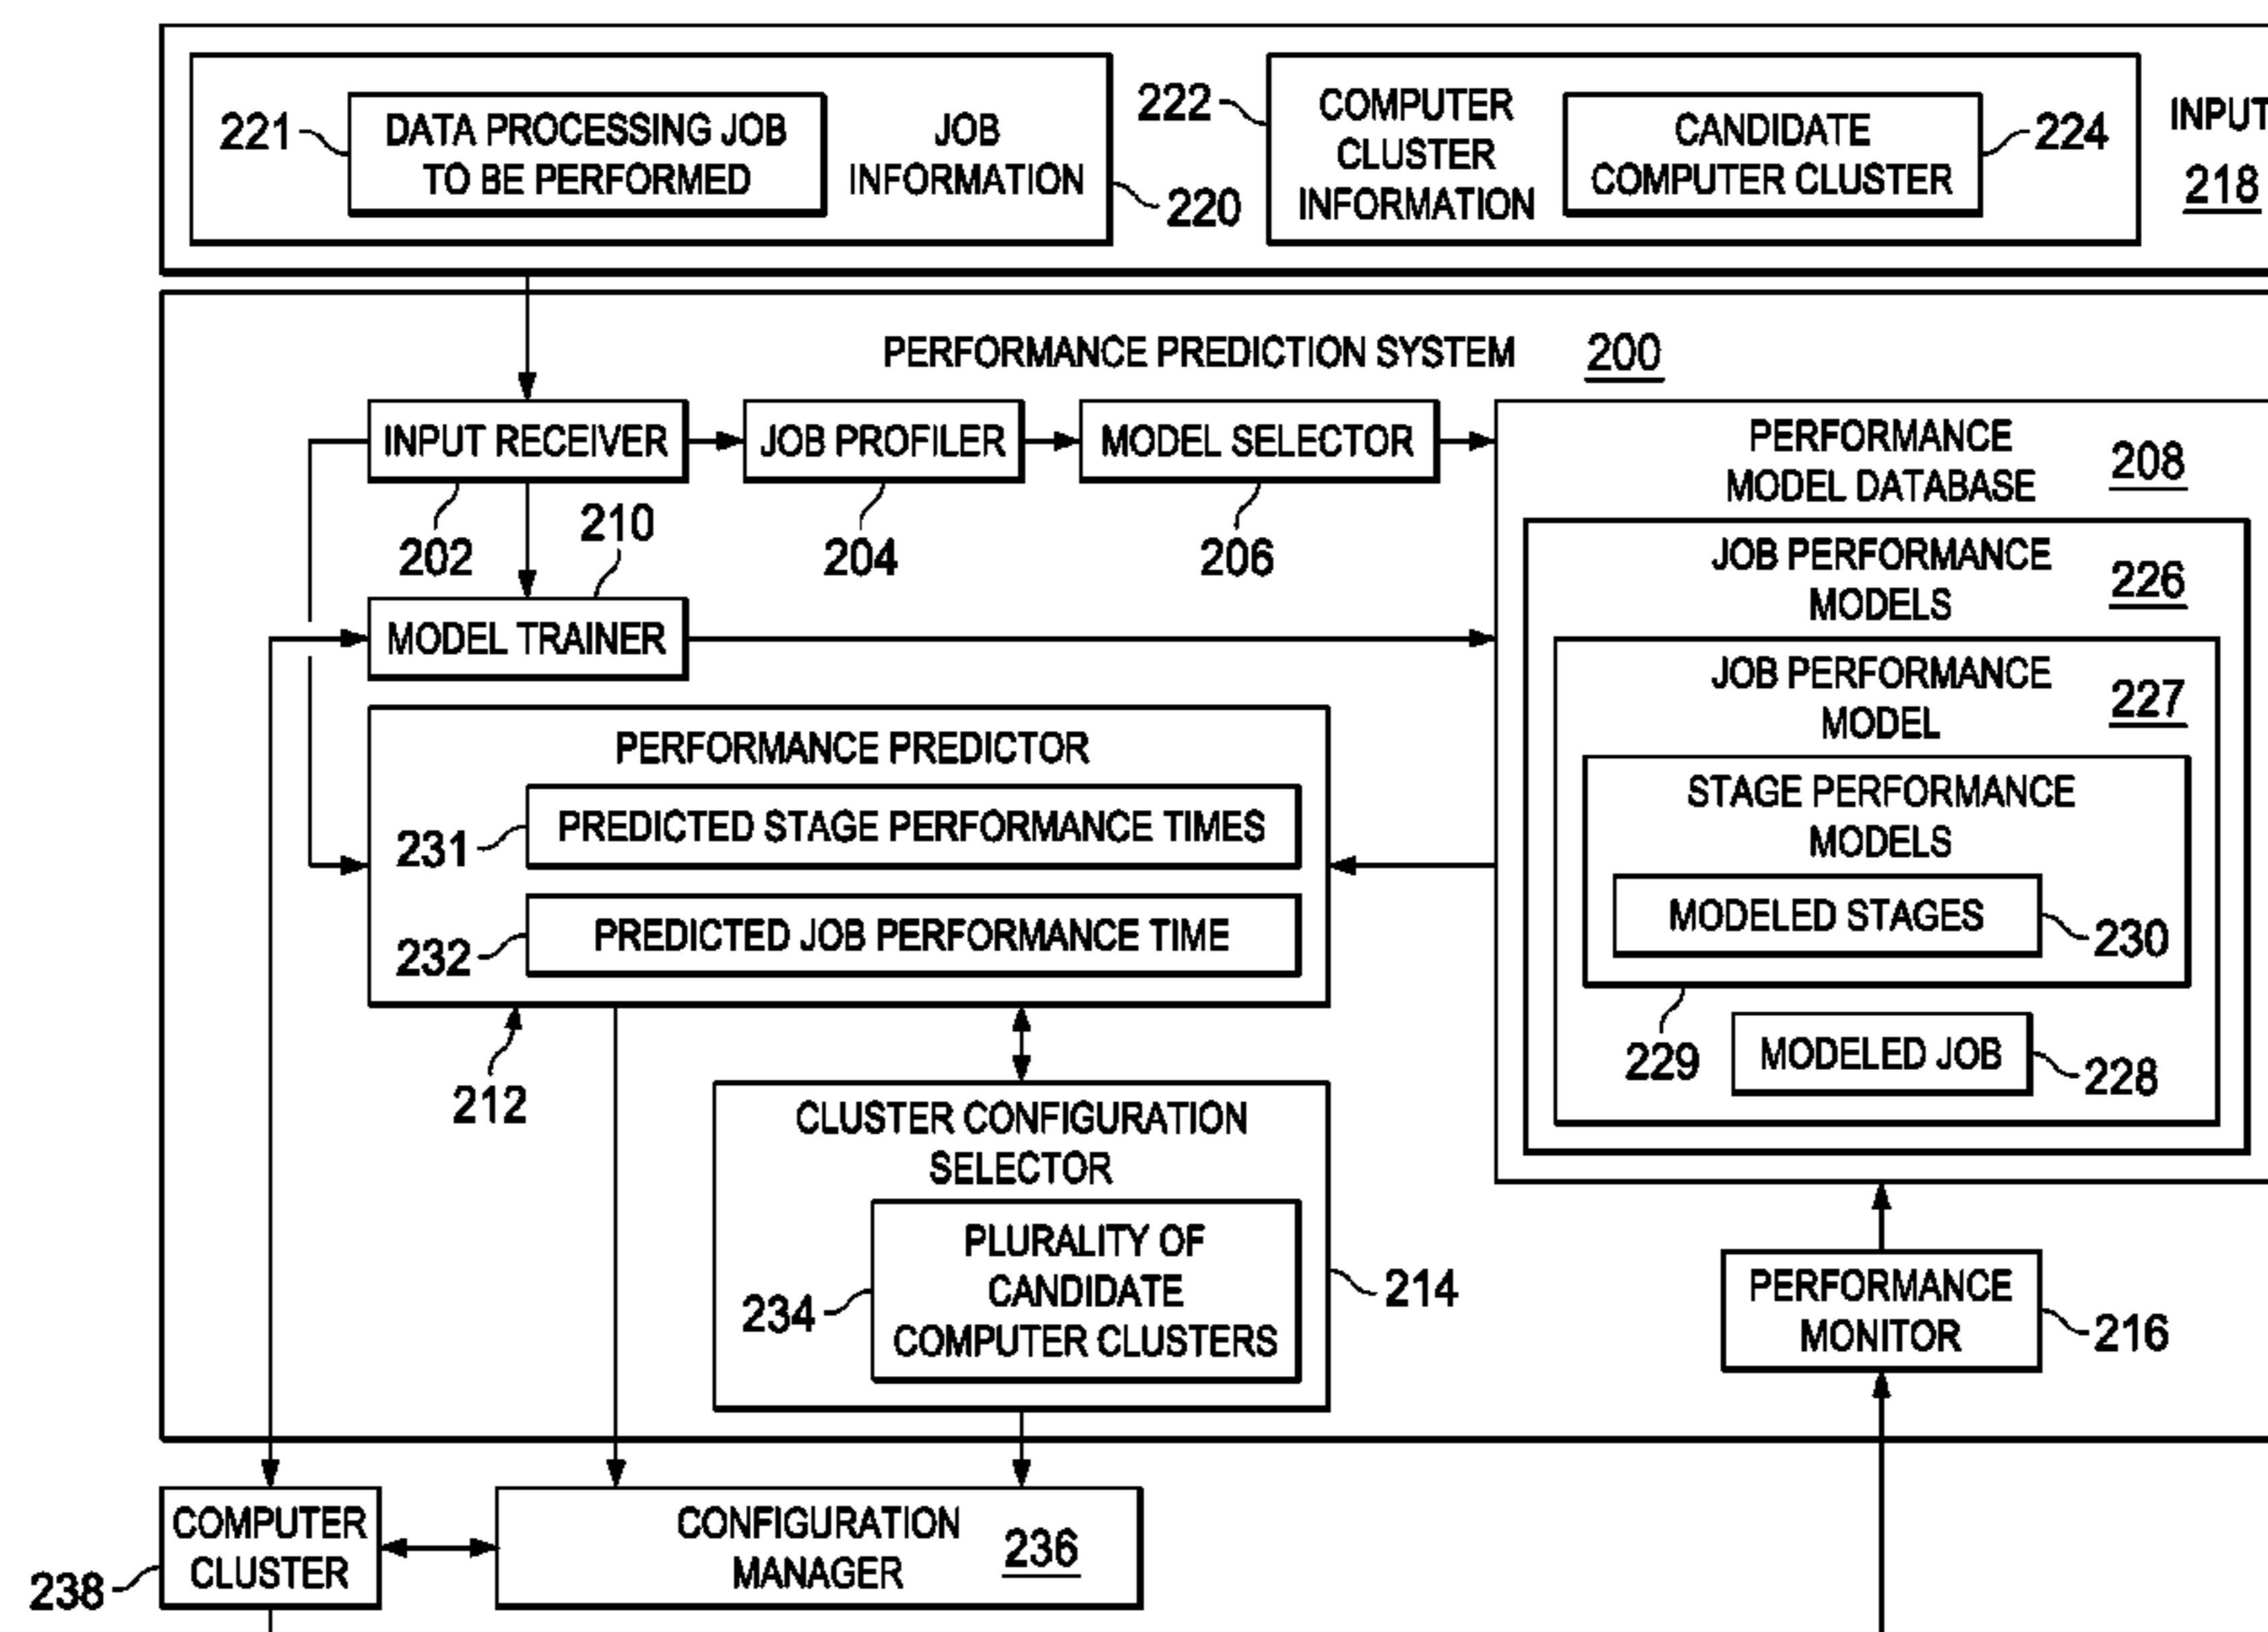 221
DATA PROCESSING JOB
TO BE PERFORMED
JOB
INFORMATION
220
222
COMPUTER
CLUSTER
INFORMATION
CANDIDATE
COMPUTER CLUSTER
224
INPUT
218
PERFORMANCE PREDICTION SYSTEM 200
INPUT RECEIVER
202
JOB PROFILER
204
MODEL SELECTOR
206
210
MODEL TRAINER
PERFORMANCE
MODEL DATABASE
208
JOB PERFORMANCE
MODELS
226
JOB PERFORMANCE
MODEL
227
STAGE PERFORMANCE
MODELS
MODELED STAGES
230
229
MODELED JOB
228
PERFORMANCE PREDICTOR
231
PREDICTED STAGE PERFORMANCE TIMES
232
PREDICTED JOB PERFORMANCE TIME
212
CLUSTER CONFIGURATION
SELECTOR
234
PLURALITY OF
CANDIDATE
COMPUTER CLUSTERS
214
PERFORMANCE
MONITOR
216
COMPUTER
CLUSTER
238
CONFIGURATION
MANAGER
236